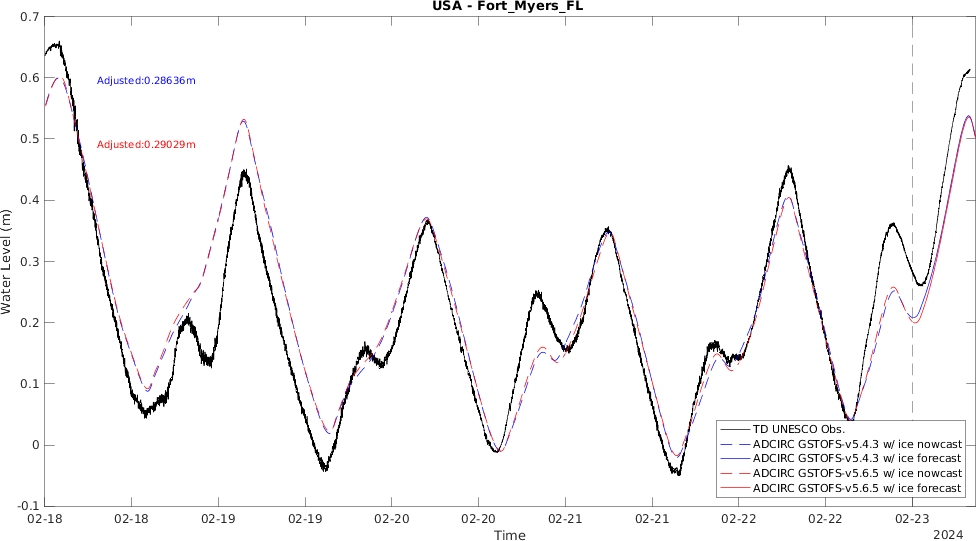 USA - Fort_Myers_FL
0.7
0.6
0.5
0.4
0.3
0.2
0.1
0
-0.1
Water Level (m)
Adjusted:0.28636m
Adjusted:0.29029m
TD UNESCO Obs.
ADCIRC GSTOFS-v5.4.3 w/ ice nowcast
ADCIRC GSTOFS-v5.4.3 w/ ice forecast
ADCIRC GSTOFS-v5.6.5 w/ ice nowcast
ADCIRC GSTOFS-v5.6.5 w/ ice forecast
02-18 02-18 02-19 02-19 02-20 02-20 02-21 02-21 02-22 02-22 02-23
Time
2024